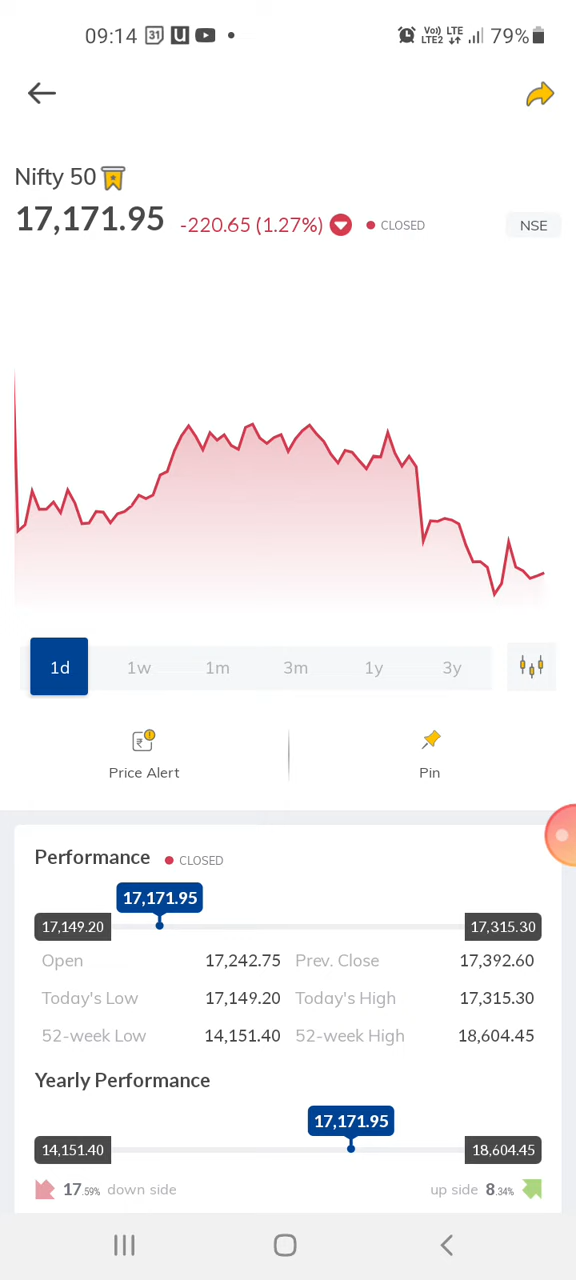 09:14 31 U Vo) LTE LTE2 79%
Nifty 50
17,171.95 -220.65 (1.27%) CLOSED NSE
1d 1w 1m 3m 1y 3y
Price Alert Pin
Performance CLOSED
17,171.95
17,149.20 17,315.30
Open 17,242.75 Prev. Close 17,392.60
Today's Low 17,149.20 Today's High 17,315.30
52-week Low 14,151.40 52-week High 18,604.45
Yearly Performance
17,171.95
14,151.40 18,604.45
17.59% down side up side 8.34%